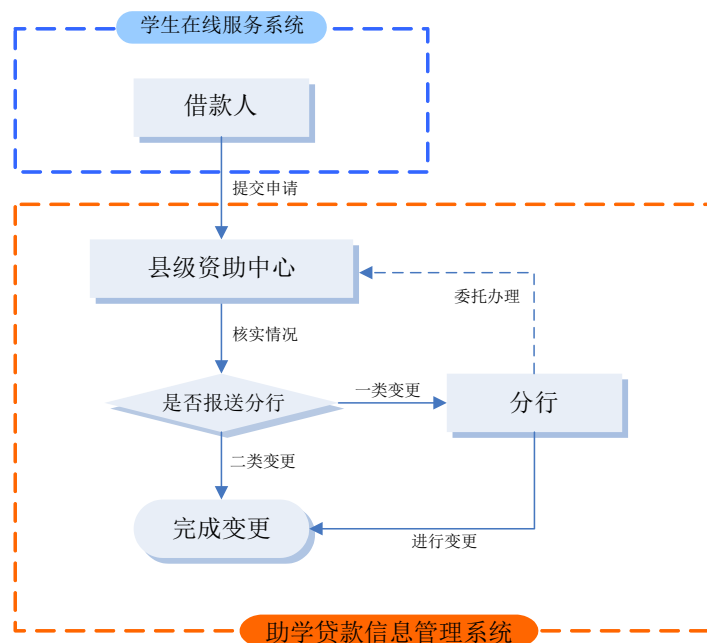 学生在线服务系统
借款人
提交申请
县级资助中心
委托办理
核实情况
是否报送分行
一类变更
分行
二类变更
完成变更
进行变更
助学贷款信息管理系统